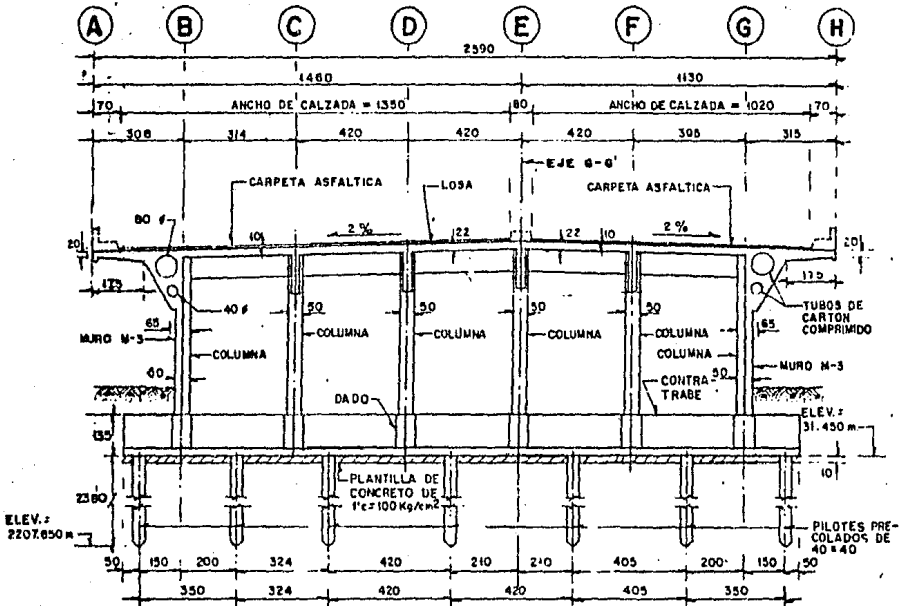 A B C D E F G H
2590
1460 1130
70 ANCHO DE CALZADA = 1350 80 ANCHO DE CALZADA = 1020 70
308 314 420 420 420 395 315
EJE G-G'
CARPETA ASFALTICA LOSA CARPETA ASFALTICA
80 ø
20 10 2% 22 22 10 2% 20
175 175
40 ø 50 50 50 50
TUBOS DE
CARTON
COMPRIMIDO
65 65
MURO M-3 COLUMNA COLUMNA COLUMNA COLUMNA COLUMNA
COLUMNA MURO M-3
60 50
CONTRA-
TRABE
DADO
ELEV.=
31.450 m
135
10
PLANTILLA DE
CONCRETO DE
f'c=100 Kg/cm²
2380
ELEV.=
2207.650 m
PILOTES PRE-
COLADOS DE
40×40
50 150 200 324 420 210 210 405 200 150 50
350 324 420 420 405 350